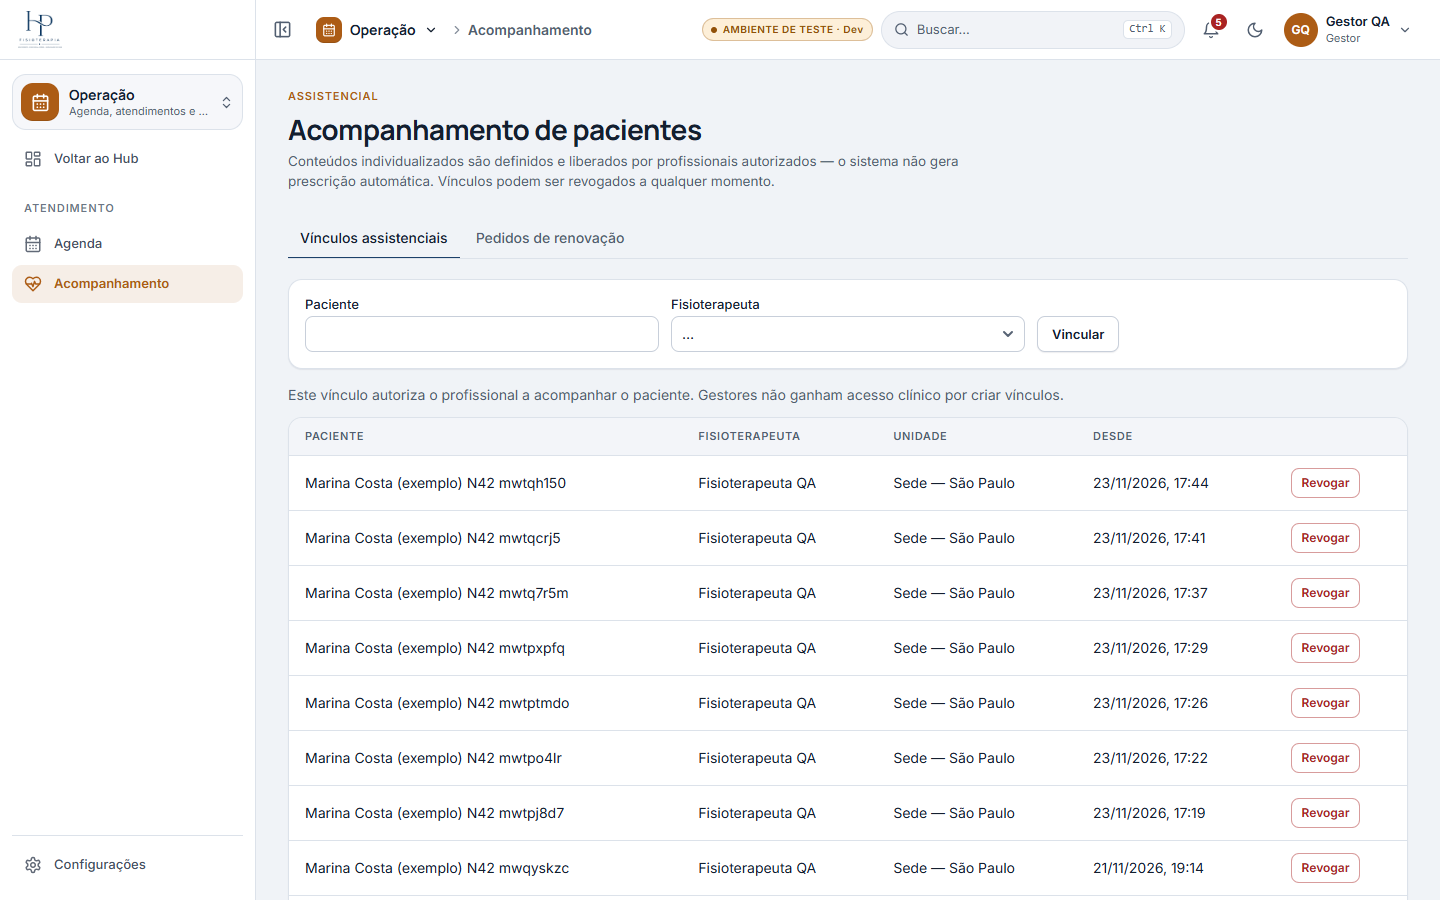 hp
FISIOTERAPIA
Operação
Agenda, atendimentos e ...
Voltar ao Hub
ATENDIMENTO
Agenda
Acompanhamento
Configurações
Operação
Acompanhamento
AMBIENTE DE TESTE · Dev
Buscar...
Ctrl K
5
GQ
Gestor QA
Gestor
ASSISTENCIAL
Acompanhamento de pacientes
Conteúdos individualizados são definidos e liberados por profissionais autorizados — o sistema não gera
prescrição automática. Vínculos podem ser revogados a qualquer momento.
Vínculos assistenciais
Pedidos de renovação
Paciente
Fisioterapeuta
...
Vincular
Este vínculo autoriza o profissional a acompanhar o paciente. Gestores não ganham acesso clínico por criar vínculos.
PACIENTE FISIOTERAPEUTA UNIDADE DESDE
Marina Costa (exemplo) N42 mwtqh150 Fisioterapeuta QA Sede — São Paulo 23/11/2026, 17:44 Revogar
Marina Costa (exemplo) N42 mwtqcrj5 Fisioterapeuta QA Sede — São Paulo 23/11/2026, 17:41 Revogar
Marina Costa (exemplo) N42 mwtq7r5m Fisioterapeuta QA Sede — São Paulo 23/11/2026, 17:37 Revogar
Marina Costa (exemplo) N42 mwtpxpfq Fisioterapeuta QA Sede — São Paulo 23/11/2026, 17:29 Revogar
Marina Costa (exemplo) N42 mwtptmdo Fisioterapeuta QA Sede — São Paulo 23/11/2026, 17:26 Revogar
Marina Costa (exemplo) N42 mwtpo4lr Fisioterapeuta QA Sede — São Paulo 23/11/2026, 17:22 Revogar
Marina Costa (exemplo) N42 mwtpj8d7 Fisioterapeuta QA Sede — São Paulo 23/11/2026, 17:19 Revogar
Marina Costa (exemplo) N42 mwqyskzc Fisioterapeuta QA Sede — São Paulo 21/11/2026, 19:14 Revogar